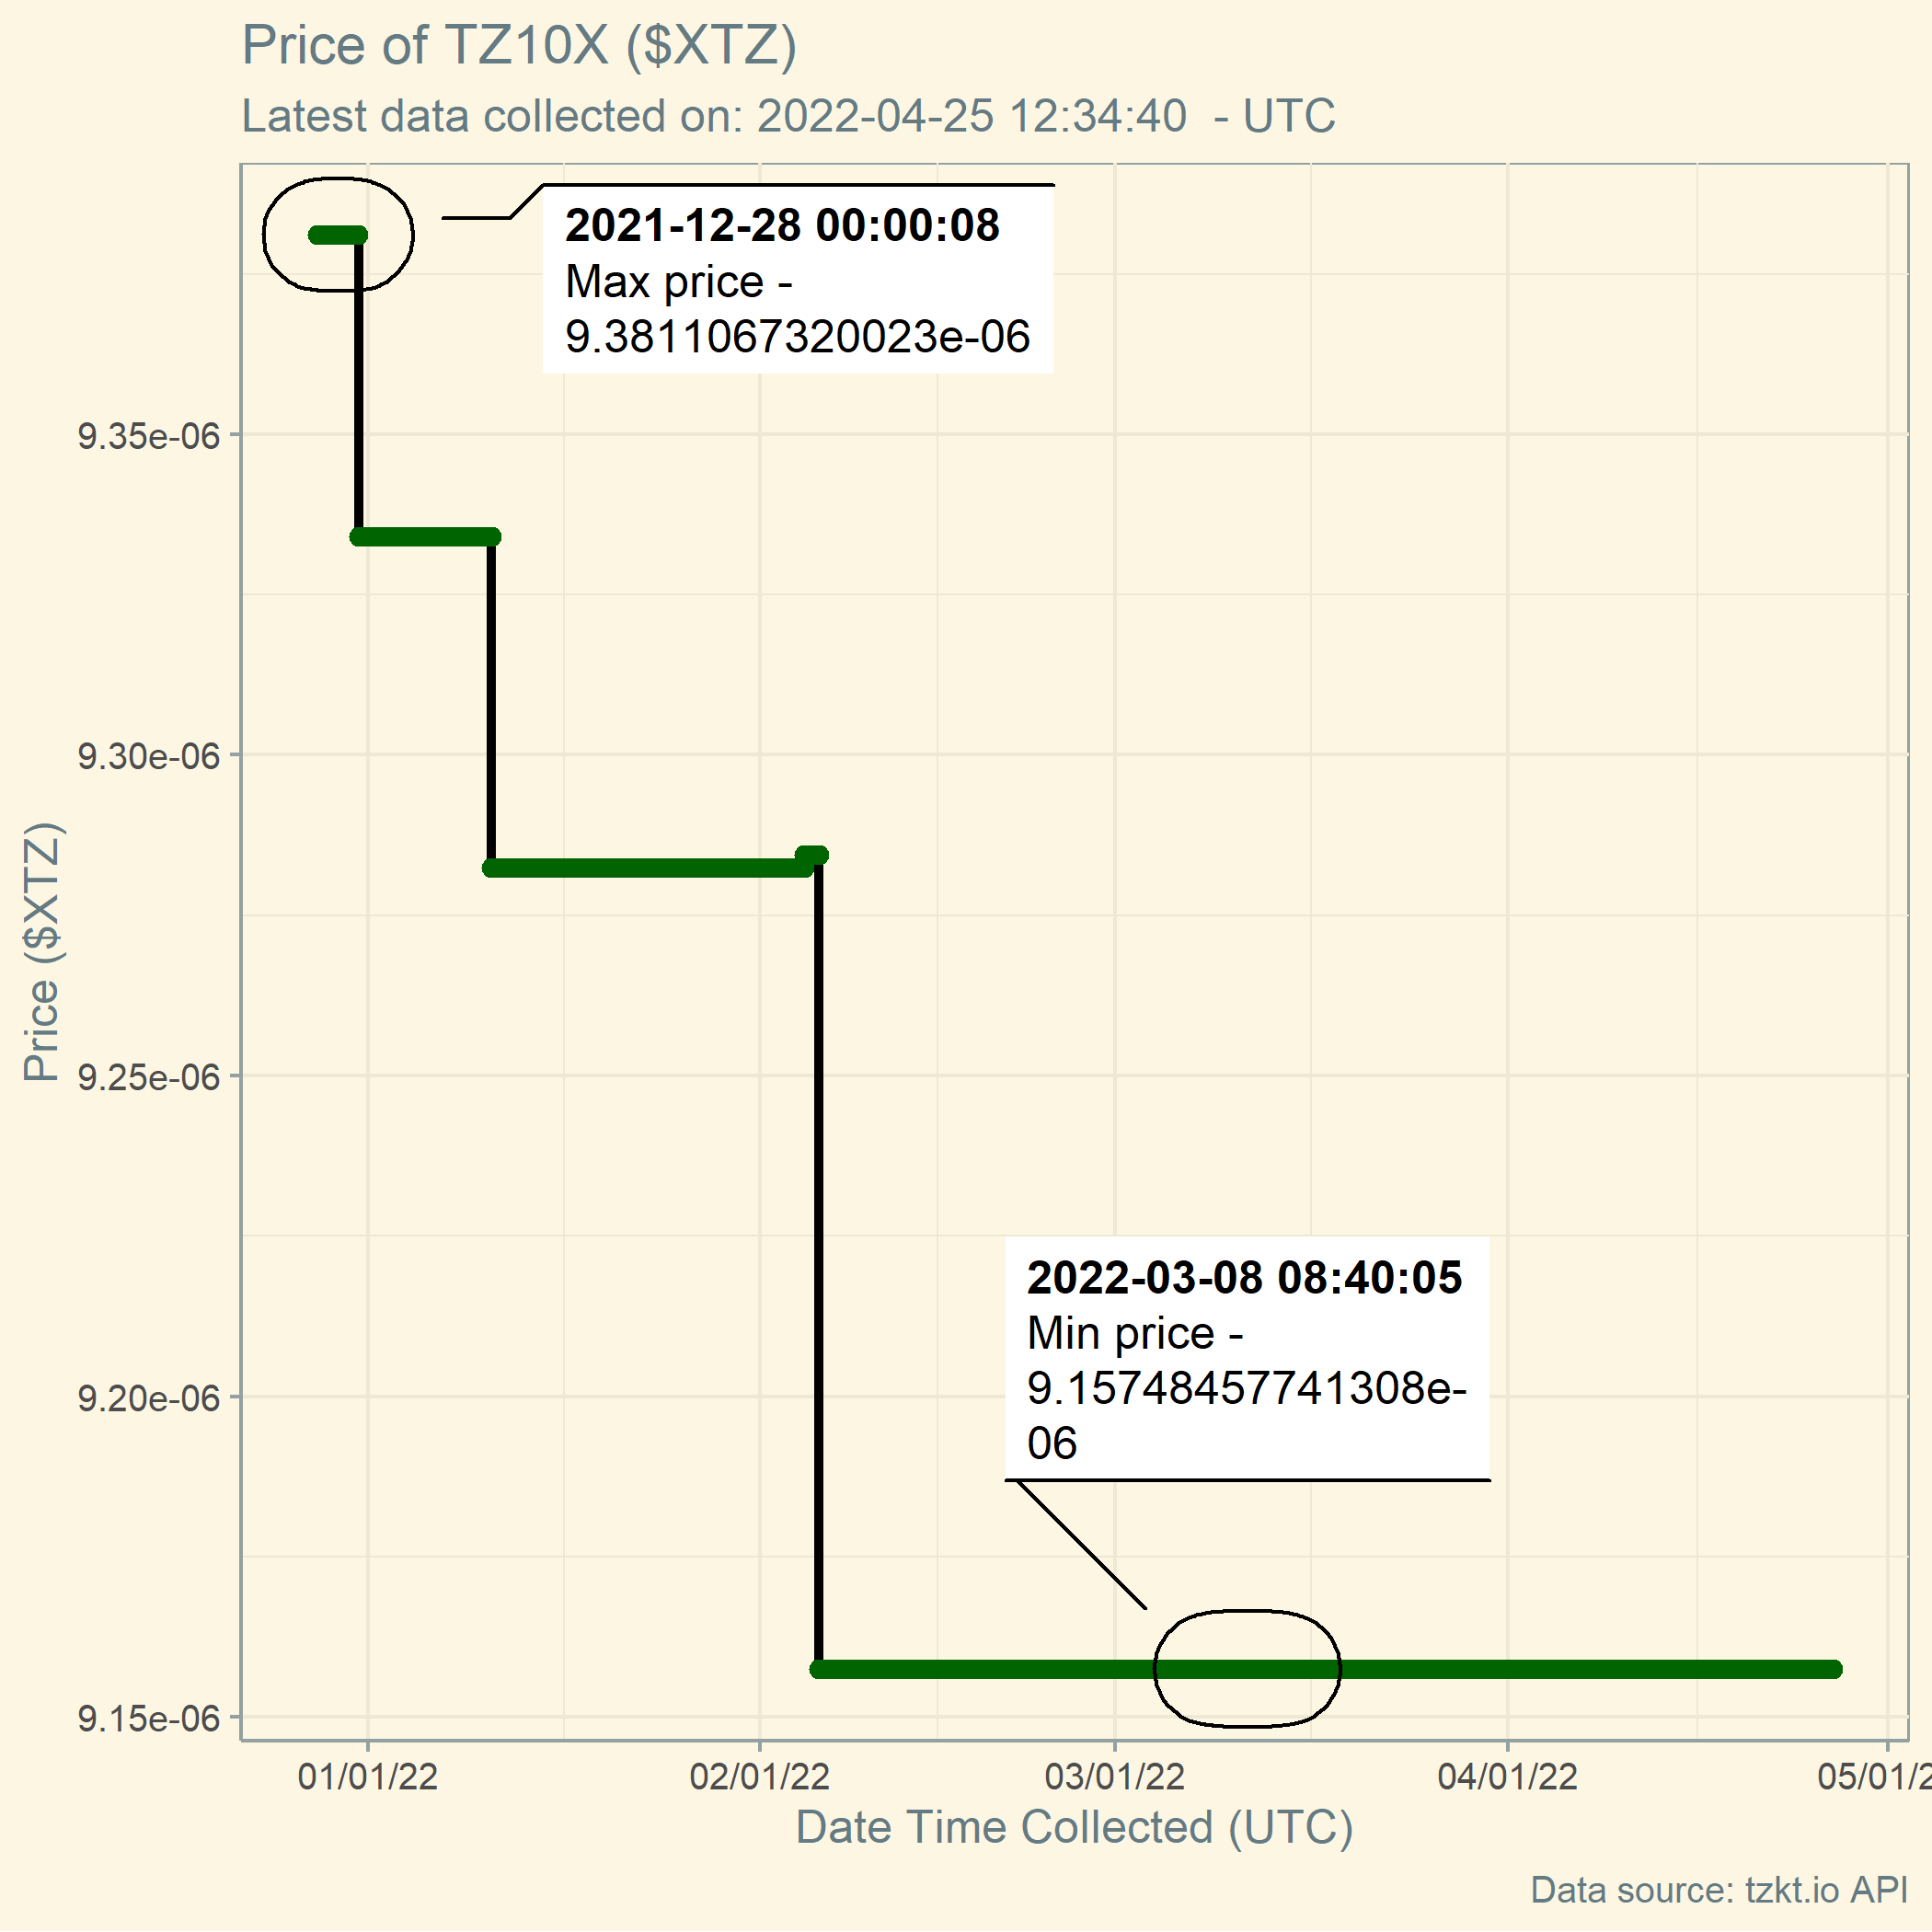 Price of TZ10X ($XTZ)
Latest data collected on: 2022-04-25 12:34:40  - UTC
2021-12-28 00:00:08
Max price -
9.3811067320023e-06
9.35e-06
9.30e-06
9.25e-06
9.20e-06
9.15e-06
Price ($XTZ)
2022-03-08 08:40:05
Min price -
9.15748457741308e-
06
01/01/22
02/01/22
03/01/22
04/01/22
05/01/2
Date Time Collected (UTC)
Data source: tzkt.io API